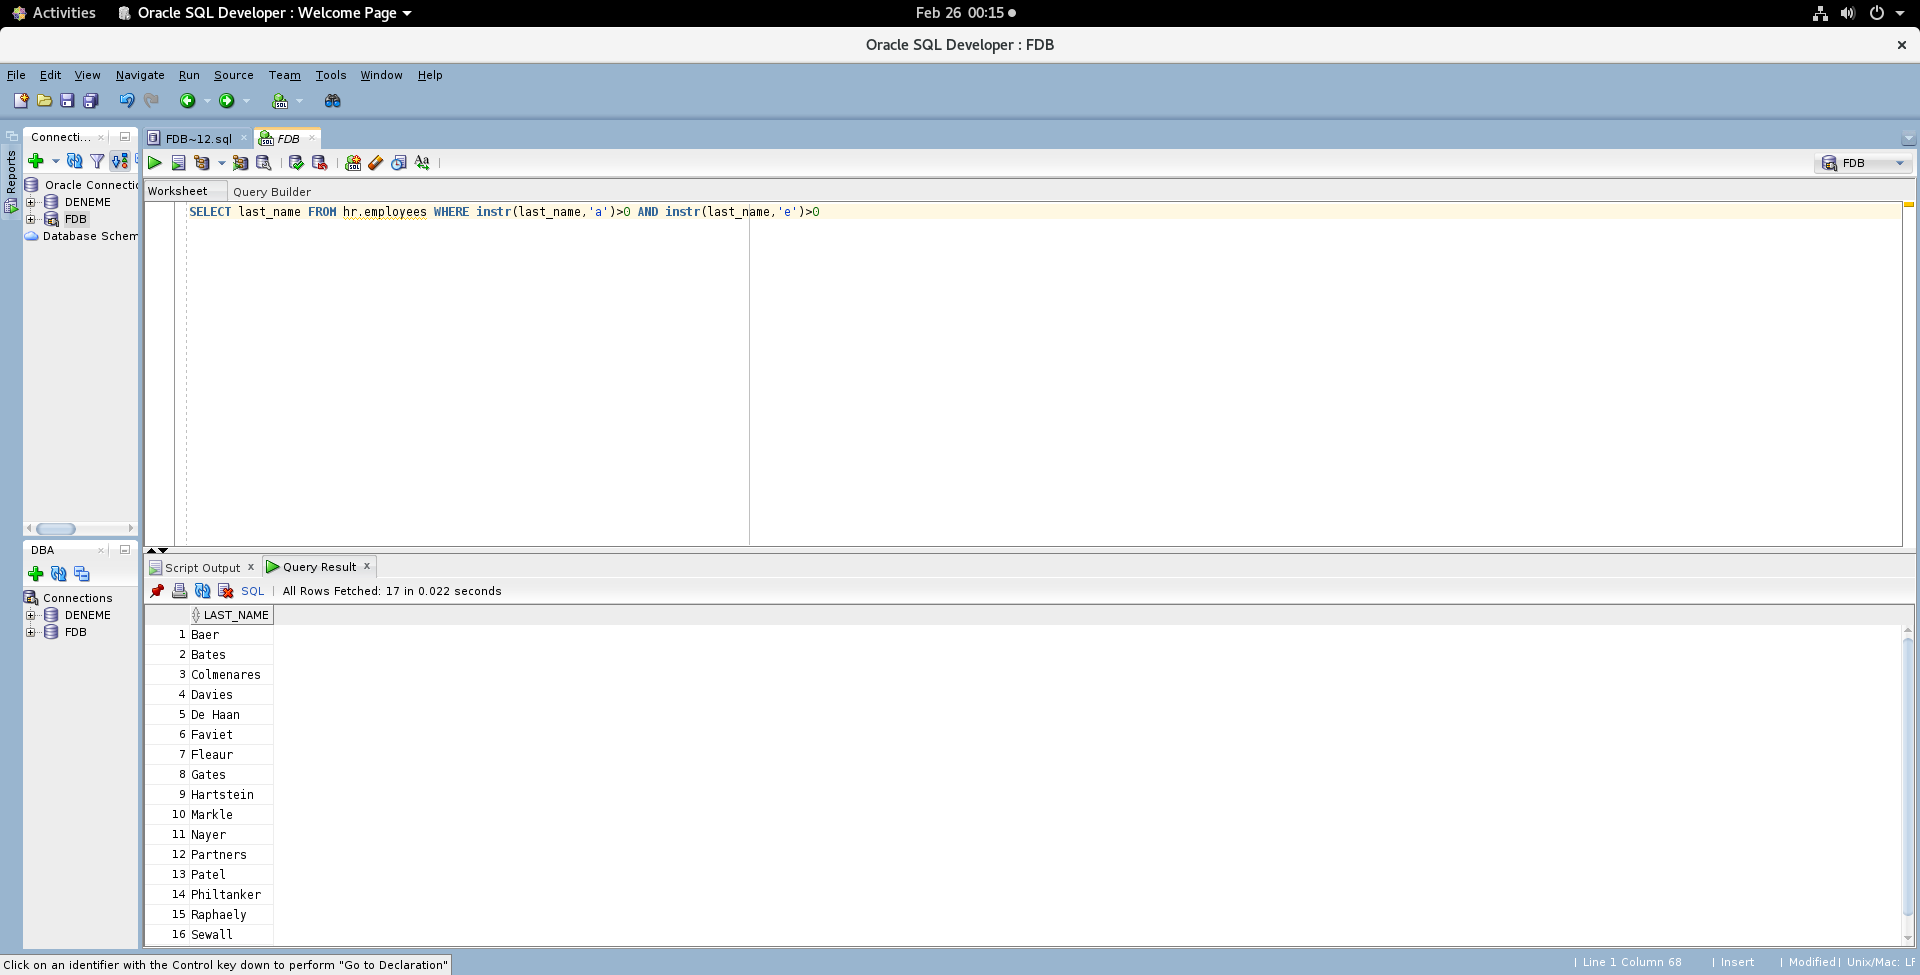 Activities
Oracle SQL Developer : Welcome Page
Feb 26 00:15
Oracle SQL Developer : FDB
File Edit View Navigate Run Source Team Tools Window Help
Reports
Connecti...
Oracle Connectio
DENEME
FDB
Database Schem
FDB~12.sql
FDB
Aa
FDB
Worksheet
Query Builder
SELECT last_name FROM hr.employees WHERE instr(last_name,'a')>0 AND instr(last_name,'e')>0
DBA
Connections
DENEME
FDB
Script Output x
Query Result x
SQL | All Rows Fetched: 17 in 0.022 seconds
LAST_NAME
1 Baer
2 Bates
3 Colmenares
4 Davies
5 De Haan
6 Faviet
7 Fleaur
8 Gates
9 Hartstein
10 Markle
11 Nayer
12 Partners
13 Patel
14 Philtanker
15 Raphaely
16 Sewall
Click on an identifier with the Control key down to perform "Go to Declaration"
| Line 1 Column 68 | Insert | Modified| Unix/Mac: LF